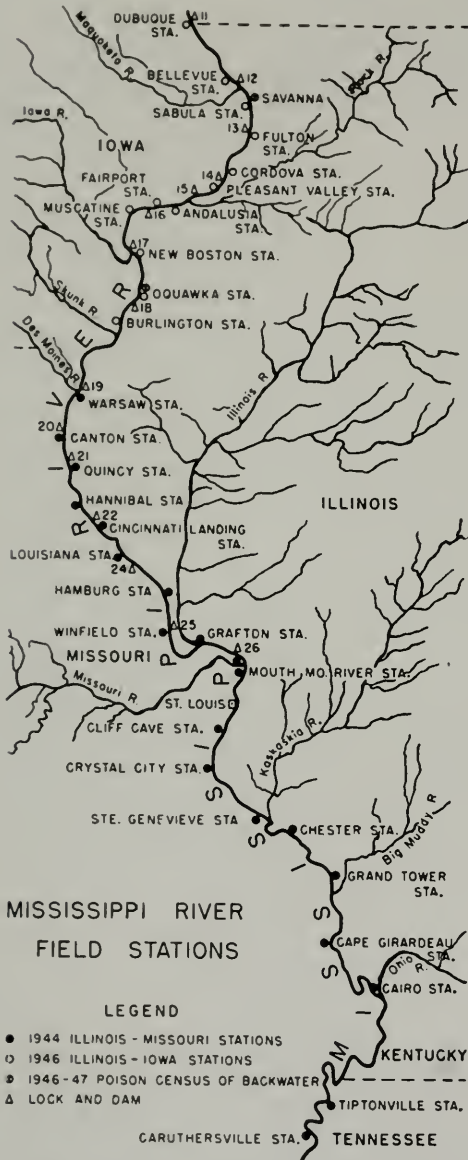 △11
DUBUQUE
STA.
Maquoketa R.
BELLEVUE
STA.
△12
SAVANNA
SABULA STA.
Rock R.
13△
FULTON
STA.
Iowa R.
IOWA
CORDOVA STA.
14△
FAIRPORT
STA.
15△
PLEASANT VALLEY STA.
MUSCATINE
STA.
△16
ANDALUSIA
STA.
△17
NEW BOSTON STA.
OQUAWKA STA.
△18
Skunk R.
BURLINGTON STA.
Des Moines R.
△19
WARSAW STA.
20△
CANTON STA.
△21
QUINCY STA.
HANNIBAL STA
△22
CINCINNATI LANDING
STA.
Illinois R
ILLINOIS
LOUISIANA STA.
24△
HAMBURG STA
△25
WINFIELD STA.
GRAFTON STA.
△26
MISSOURI
MOUTH MO. RIVER STA.
Missouri R.
ST. LOUIS
CLIFF CAVE STA.
CRYSTAL CITY STA.
Kaskaskia R.
STE. GENEVIEVE STA
CHESTER STA.
Big Muddy R
GRAND TOWER
STA.
CAPE GIRARDEAU
STA.
Ohio
R.
CAIRO STA.
KENTUCKY
TIPTONVILLE STA.
CARUTHERSVILLE STA.
TENNESSEE
MISSISSIPPI RIVER
MISSISSIPPI RIVER
FIELD STATIONS
LEGEND
● 1944 ILLINOIS - MISSOURI STATIONS
○ 1946 ILLINOIS - IOWA STATIONS
◉ 1946-47 POISON CENSUS OF BACKWATER
△ LOCK AND DAM